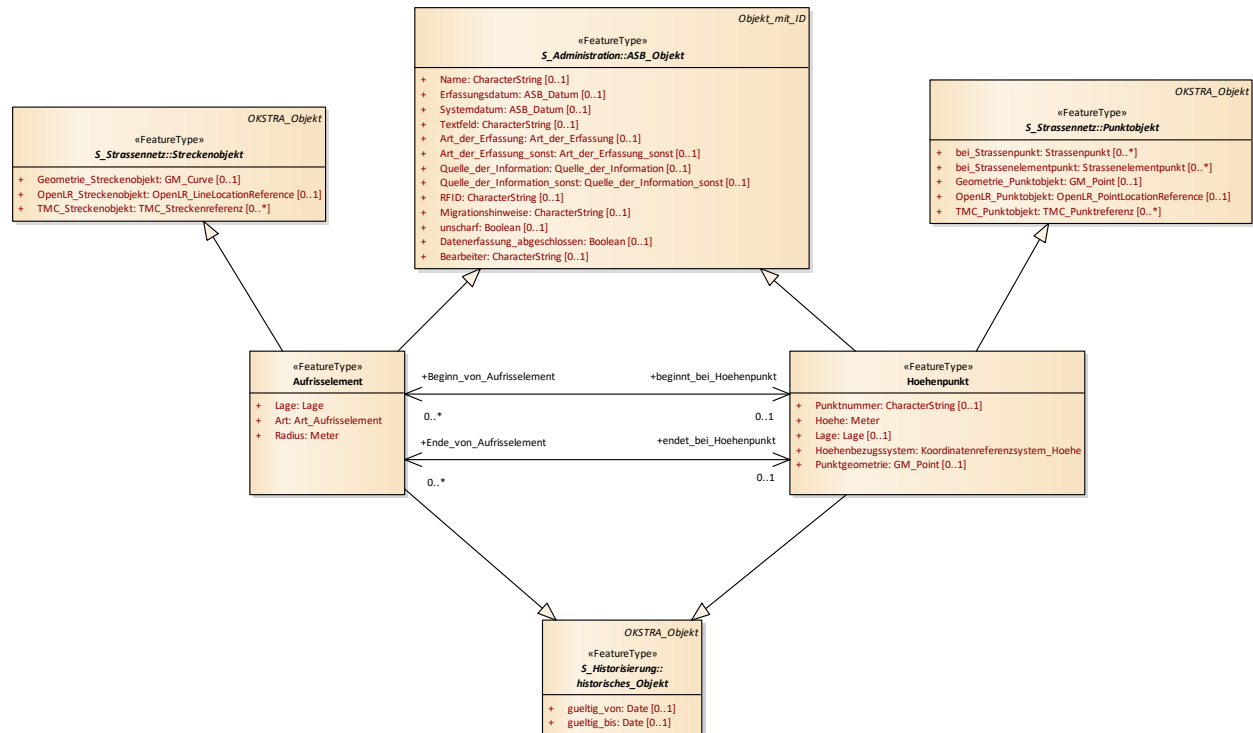 Objekt_mit_ID
«FeatureType»
S_Administration::ASB_Objekt
+ Name: CharacterString [0..1]
+ Erfassungsdatum: ASB_Datum [0..1]
+ Systemdatum: ASB_Datum [0..1]
+ Textfeld: CharacterString [0..1]
+ Art_der_Erfassung: Art_der_Erfassung [0..1]
+ Art_der_Erfassung_sonst: Art_der_Erfassung_sonst [0..1]
+ Quelle_der_Information: Quelle_der_Information [0..1]
+ Quelle_der_Information_sonst: Quelle_der_Information_sonst [0..1]
+ RFID: CharacterString [0..1]
+ Migrationshinweise: CharacterString [0..1]
+ unscharf: Boolean [0..1]
+ Datenerfassung_abgeschlossen: Boolean [0..1]
+ Bearbeiter: CharacterString [0..1]
OKSTRA_Objekt
«FeatureType»
S_Strassennetz::Streckenobjekt
+ Geometrie_Streckenobjekt: GM_Curve [0..1]
+ OpenLR_Streckenobjekt: OpenLR_LineLocationReference [0..1]
+ TMC_Streckenobjekt: TMC_Streckenreferenz [0..*]
OKSTRA_Objekt
«FeatureType»
S_Strassennetz::Punktobjekt
+ bei_Strassenpunkt: Strassenpunkt [0..*]
+ bei_Strassenelementpunkt: Strassenelementpunkt [0..*]
+ Geometrie_Punktobjekt: GM_Point [0..1]
+ OpenLR_Punktobjekt: OpenLR_PointLocationReference [0..1]
+ TMC_Punktobjekt: TMC_Punktreferenz [0..*]
«FeatureType»
Aufrisselement
+ Lage: Lage
+ Art: Art_Aufrisselement
+ Radius: Meter
+Beginn_von_Aufrisselement
+beginnt_bei_Hoehenpunkt
0..*
0..1
+Ende_von_Aufrisselement
+endet_bei_Hoehenpunkt
0..*
0..1
«FeatureType»
Hoehenpunkt
+ Punktnummer: CharacterString [0..1]
+ Hoehe: Meter
+ Lage: Lage [0..1]
+ Hoehenbezugssystem: Koordinatenreferenzsystem_Hoehe
+ Punktgeometrie: GM_Point [0..1]
OKSTRA_Objekt
«FeatureType»
S_Historisierung::
historisches_Objekt
+ gueltig_von: Date [0..1]
+ gueltig_bis: Date [0..1]